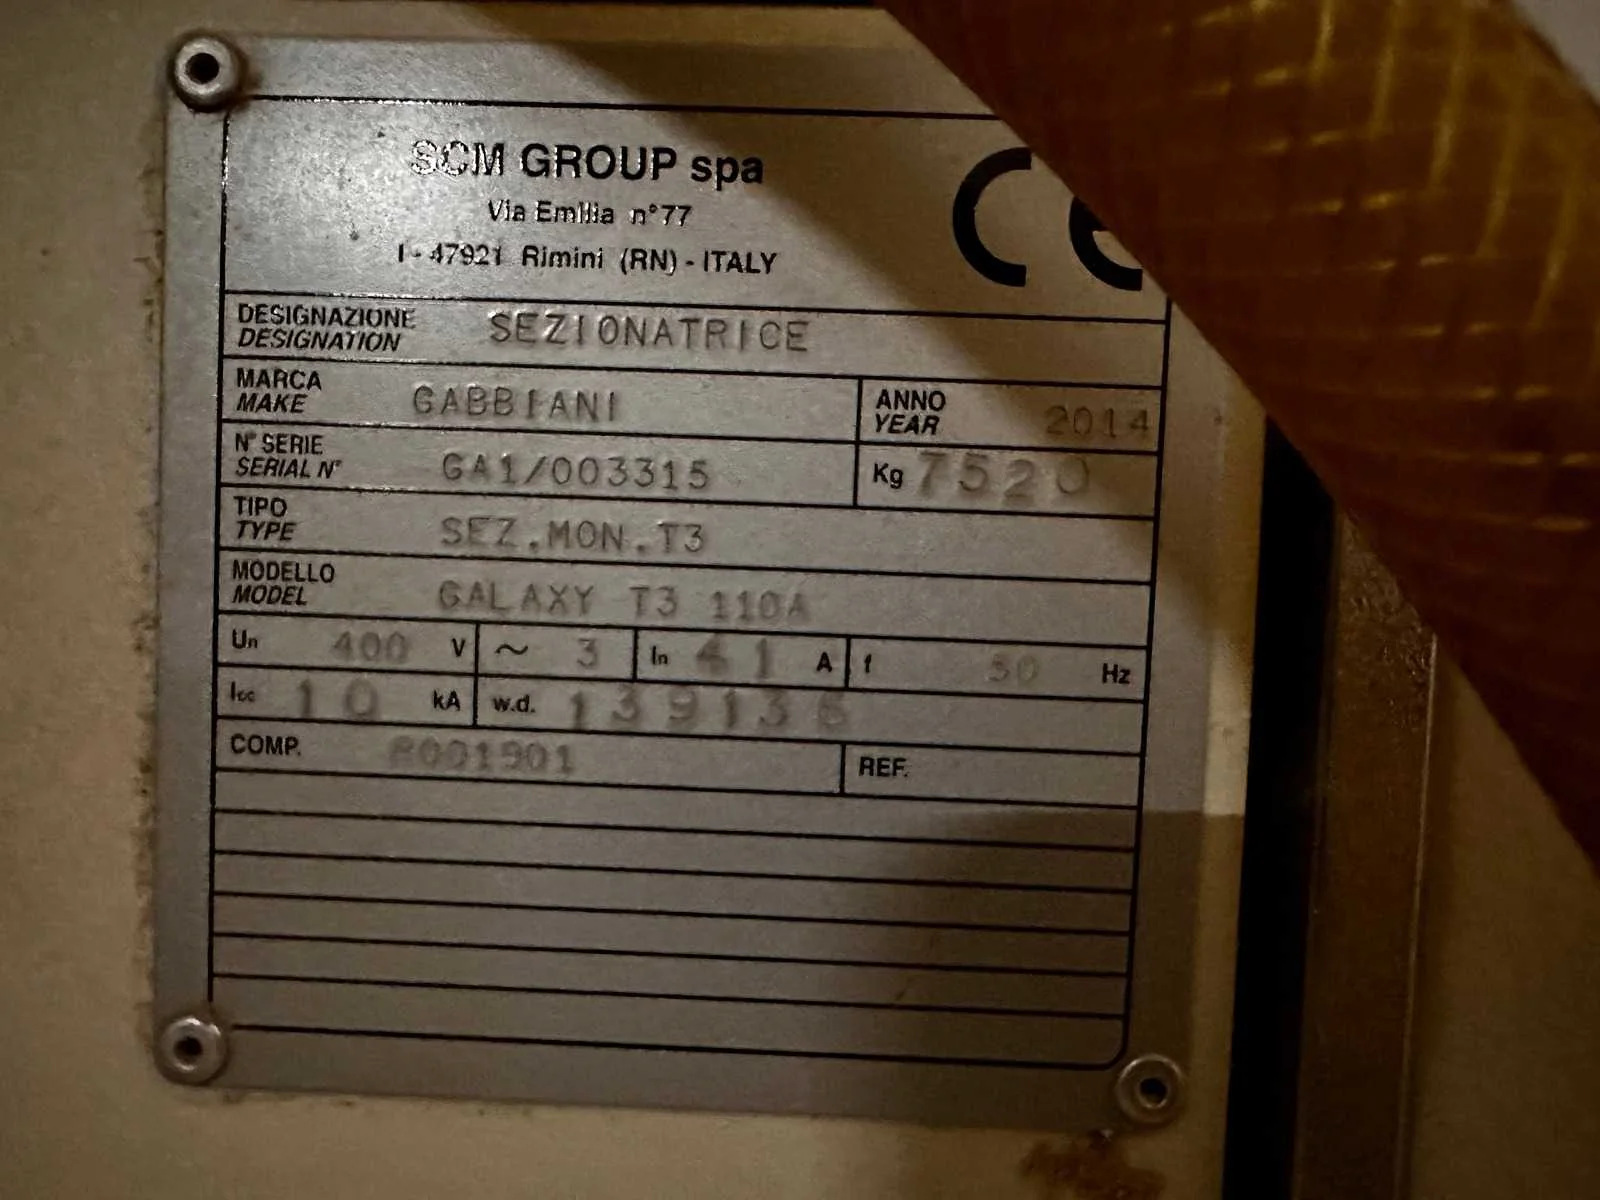 SCM GROUP spa
Via Emilia n°77
I - 47921 Rimini (RN) - ITALY
CE
DESIGNAZIONE SEZIONATRICE
DESIGNATION
MARCA GABBIANI ANNO 2014
MAKE YEAR
N° SERIE GA1/003315 Kg 7520
SERIAL N°
TIPO SEZ.MON.T3
TYPE
MODELLO GALAXY T3 110A
MODEL
Un 400 V ~ 3 In 41 A f 50 Hz
Icc 10 kA w.d. 139136
COMP. R001901 REF.